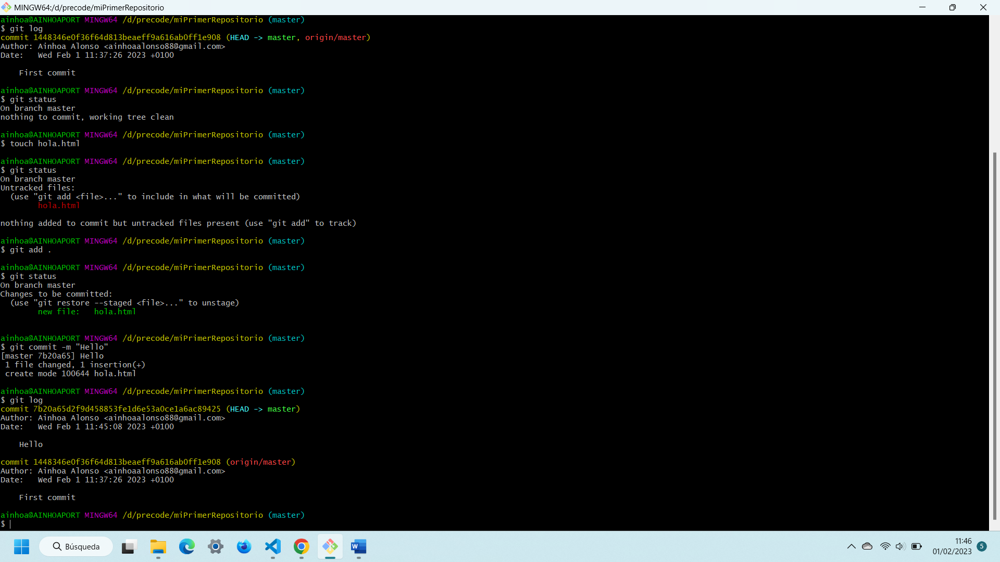 MINGW64:/d/precode/miPrimerRepositorio
ainhoa@AINHOAPORT MINGW64 /d/precode/miPrimerRepositorio (master)
$ git log
commit 1448346e0f36f64d813beaeff9a616ab0ff1e908 (HEAD -> master, origin/master)
Author: Ainhoa Alonso <ainhoaalonso88@gmail.com>
Date:   Wed Feb 1 11:37:26 2023 +0100
    First commit
ainhoa@AINHOAPORT MINGW64 /d/precode/miPrimerRepositorio (master)
$ git status
On branch master
nothing to commit, working tree clean
ainhoa@AINHOAPORT MINGW64 /d/precode/miPrimerRepositorio (master)
$ touch hola.html
ainhoa@AINHOAPORT MINGW64 /d/precode/miPrimerRepositorio (master)
$ git status
On branch master
Untracked files:
  (use "git add <file>..." to include in what will be committed)
        hola.html
nothing added to commit but untracked files present (use "git add" to track)
ainhoa@AINHOAPORT MINGW64 /d/precode/miPrimerRepositorio (master)
$ git add .
ainhoa@AINHOAPORT MINGW64 /d/precode/miPrimerRepositorio (master)
$ git status
On branch master
Changes to be committed:
  (use "git restore --staged <file>..." to unstage)
        new file:   hola.html
ainhoa@AINHOAPORT MINGW64 /d/precode/miPrimerRepositorio (master)
$ git commit -m "Hello"
[master 7b20a65] Hello
 1 file changed, 1 insertion(+)
 create mode 100644 hola.html
ainhoa@AINHOAPORT MINGW64 /d/precode/miPrimerRepositorio (master)
$ git log
commit 7b20a65d2f9d458853fe1d6e53a0ce1a6ac89425 (HEAD -> master)
Author: Ainhoa Alonso <ainhoaalonso88@gmail.com>
Date:   Wed Feb 1 11:45:08 2023 +0100
    Hello
commit 1448346e0f36f64d813beaeff9a616ab0ff1e908 (origin/master)
Author: Ainhoa Alonso <ainhoaalonso88@gmail.com>
Date:   Wed Feb 1 11:37:26 2023 +0100
    First commit
ainhoa@AINHOAPORT MINGW64 /d/precode/miPrimerRepositorio (master)
$
Búsqueda
W
11:46
01/02/2023
5